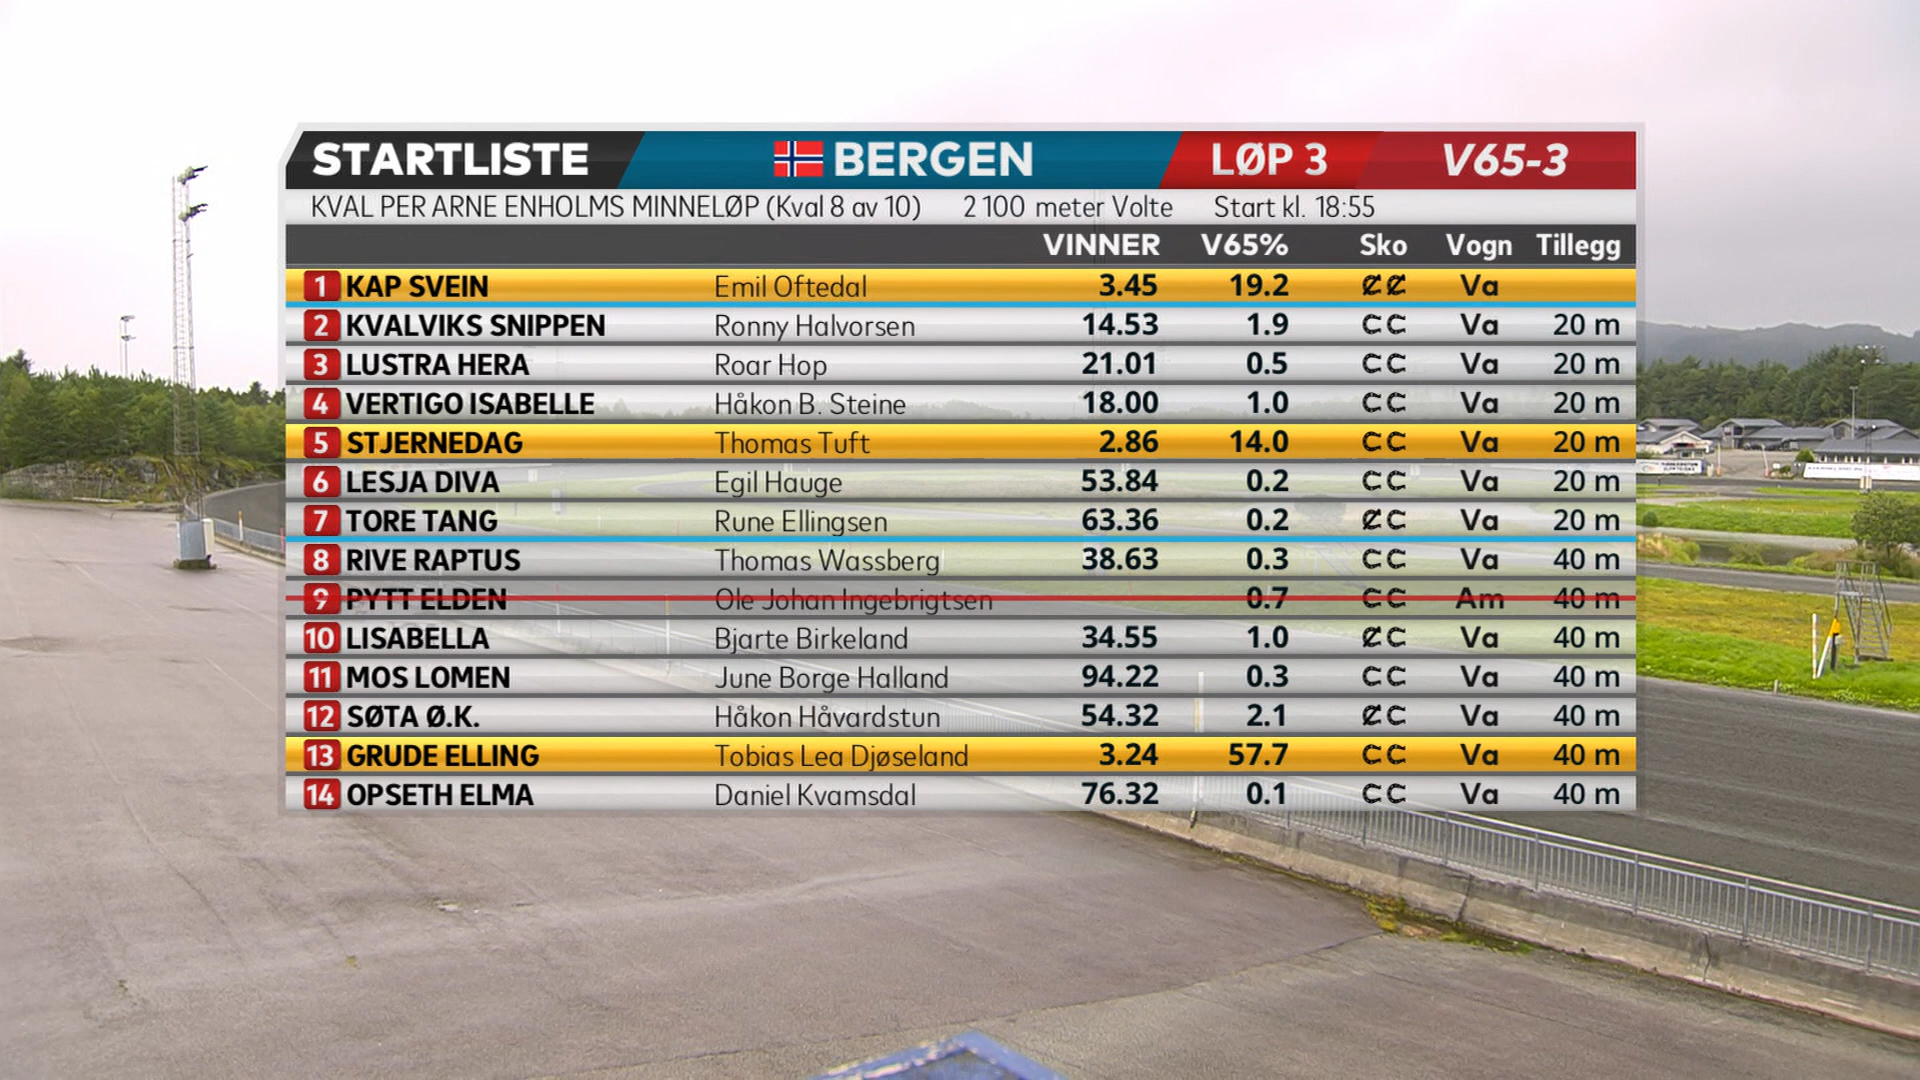 STARTLISTE BERGEN LØP 3 V65-3
KVAL PER ARNE ENHOLMS MINNELØP (Kval 8 av 10) 2 100 meter Volte Start kl. 18:55
VINNER V65% Sko Vogn Tillegg
1 KAP SVEIN Emil Oftedal 3.45 19.2 Ȼ Ȼ Va
2 KVALVIKS SNIPPEN Ronny Halvorsen 14.53 1.9 C C Va 20 m
3 LUSTRA HERA Roar Hop 21.01 0.5 C C Va 20 m
4 VERTIGO ISABELLE Håkon B. Steine 18.00 1.0 C C Va 20 m
5 STJERNEDAG Thomas Tuft 2.86 14.0 C C Va 20 m
6 LESJA DIVA Egil Hauge 53.84 0.2 C C Va 20 m
7 TORE TANG Rune Ellingsen 63.36 0.2 Ȼ C Va 20 m
8 RIVE RAPTUS Thomas Wassberg 38.63 0.3 C C Va 40 m
9 PYTT ELDEN Ole Johan Ingebrigtsen 0.7 C C Am 40 m
10 LISABELLA Bjarte Birkeland 34.55 1.0 Ȼ C Va 40 m
11 MOS LOMEN June Borge Halland 94.22 0.3 C C Va 40 m
12 SØTA Ø.K. Håkon Håvardstun 54.32 2.1 Ȼ C Va 40 m
13 GRUDE ELLING Tobias Lea Djøseland 3.24 57.7 C C Va 40 m
14 OPSETH ELMA Daniel Kvamsdal 76.32 0.1 C C Va 40 m